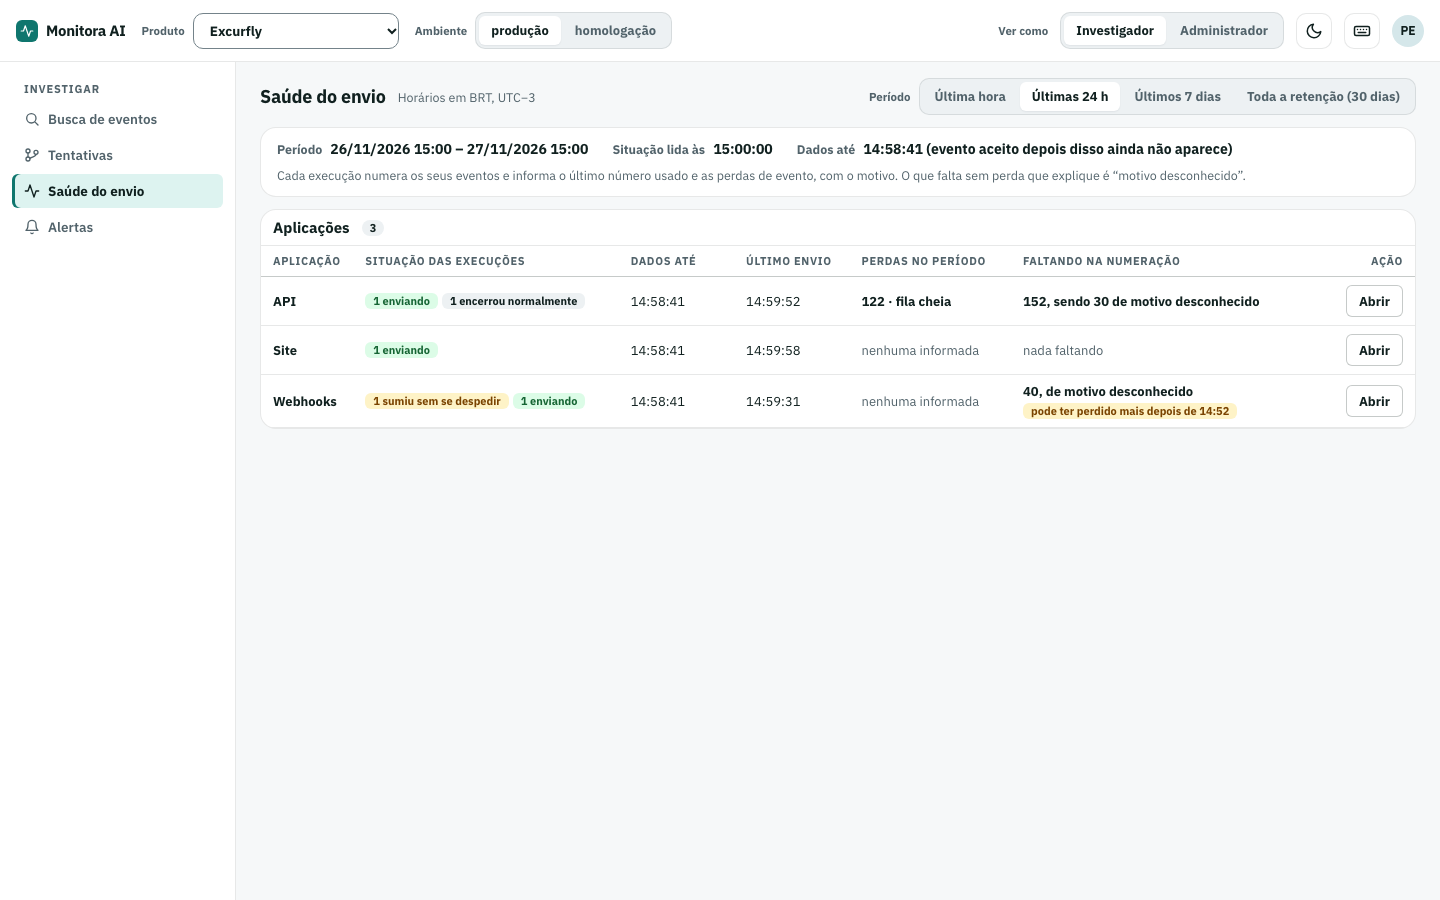 Monitora AI
Produto
Excurfly
Ambiente
produção
homologação
Ver como
Investigador
Administrador
PE
INVESTIGAR
Busca de eventos
Tentativas
Saúde do envio
Alertas
Saúde do envio
Horários em BRT, UTC−3
Período
Última hora
Últimas 24 h
Últimos 7 dias
Toda a retenção (30 dias)
Período 26/11/2026 15:00 – 27/11/2026 15:00 Situação lida às 15:00:00 Dados até 14:58:41 (evento aceito depois disso ainda não aparece)
Cada execução numera os seus eventos e informa o último número usado e as perdas de evento, com o motivo. O que falta sem perda que explique é “motivo desconhecido”.
Aplicações 3
APLICAÇÃO SITUAÇÃO DAS EXECUÇÕES DADOS ATÉ ÚLTIMO ENVIO PERDAS NO PERÍODO FALTANDO NA NUMERAÇÃO AÇÃO
API 1 enviando 1 encerrou normalmente 14:58:41 14:59:52 122 · fila cheia 152, sendo 30 de motivo desconhecido Abrir
Site 1 enviando 14:58:41 14:59:58 nenhuma informada nada faltando Abrir
Webhooks 1 sumiu sem se despedir 1 enviando 14:58:41 14:59:31 nenhuma informada 40, de motivo desconhecido Abrir
pode ter perdido mais depois de 14:52